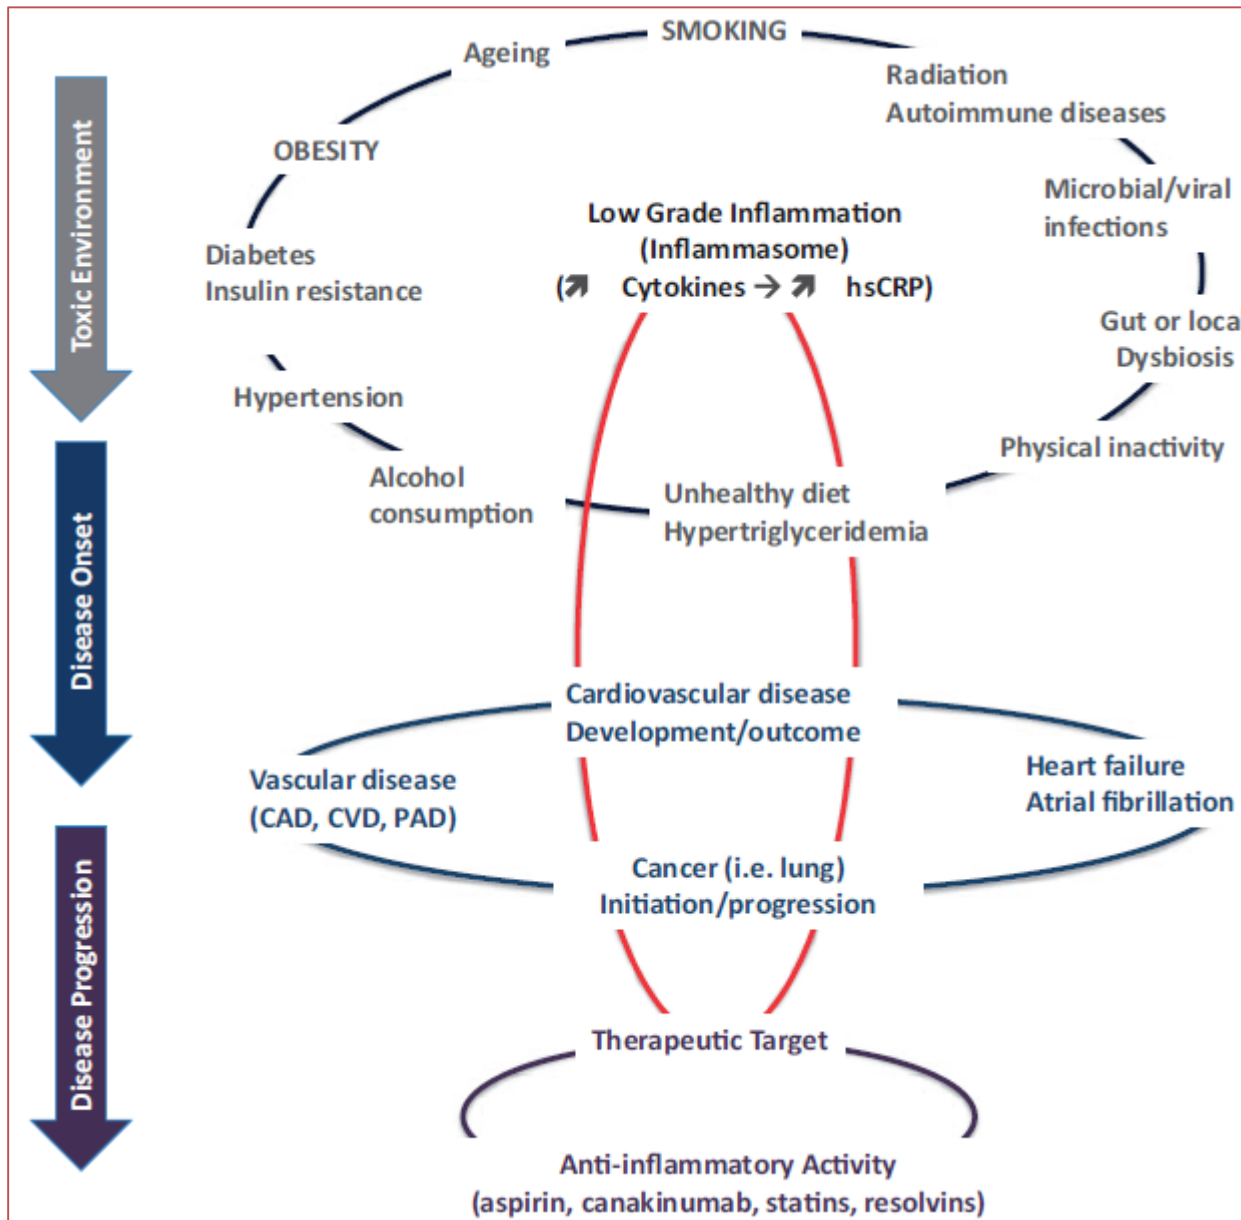 SMOKING
Ageing
Radiation
Autoimmune diseases
OBESITY
Microbial/viral
infections
Low Grade Inflammation
(Inflammasome)
(↗ Cytokines → ↗ hsCRP)
Diabetes
Insulin resistance
Gut or loca
Dysbiosis
Hypertension
Physical inactivity
Alcohol
consumption
Unhealthy diet
Hypertriglyceridemia
Toxic Environment
Disease Onset
Disease Progression
Cardiovascular disease
Development/outcome
Vascular disease
(CAD, CVD, PAD)
Heart failure
Atrial fibrillation
Cancer (i.e. lung)
Initiation/progression
Therapeutic Target
Anti-inflammatory Activity
(aspirin, canakinumab, statins, resolvins)